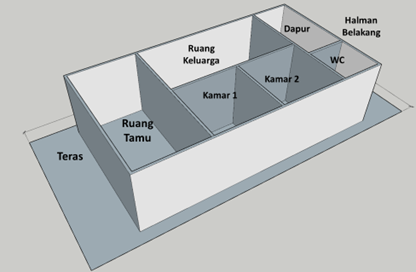 Halman
Belakang
Dapur
Ruang
Keluarga
WC
Kamar 2
Kamar 1
Ruang
Tamu
Teras